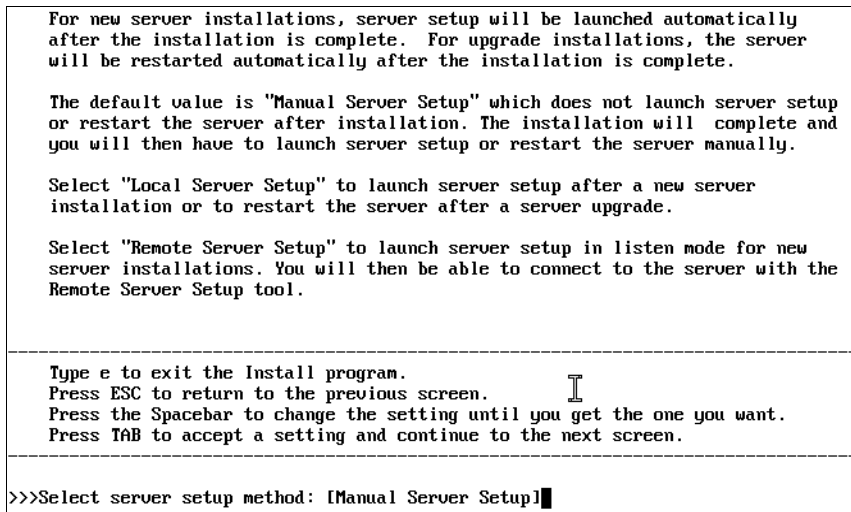 For new server installations, server setup will be launched automatically
after the installation is complete.  For upgrade installations, the server
will be restarted automatically after the installation is complete.
The default value is "Manual Server Setup" which does not launch server setup
or restart the server after installation. The installation will  complete and
you will then have to launch server setup or restart the server manually.
Select "Local Server Setup" to launch server setup after a new server
installation or to restart the server after a server upgrade.
Select "Remote Server Setup" to launch server setup in listen mode for new
server installations. You will then be able to connect to the server with the
Remote Server Setup tool.
Type e to exit the Install program.
Press ESC to return to the previous screen.
Press the Spacebar to change the setting until you get the one you want.
Press TAB to accept a setting and continue to the next screen.
>>>Select server setup method: [Manual Server Setup]